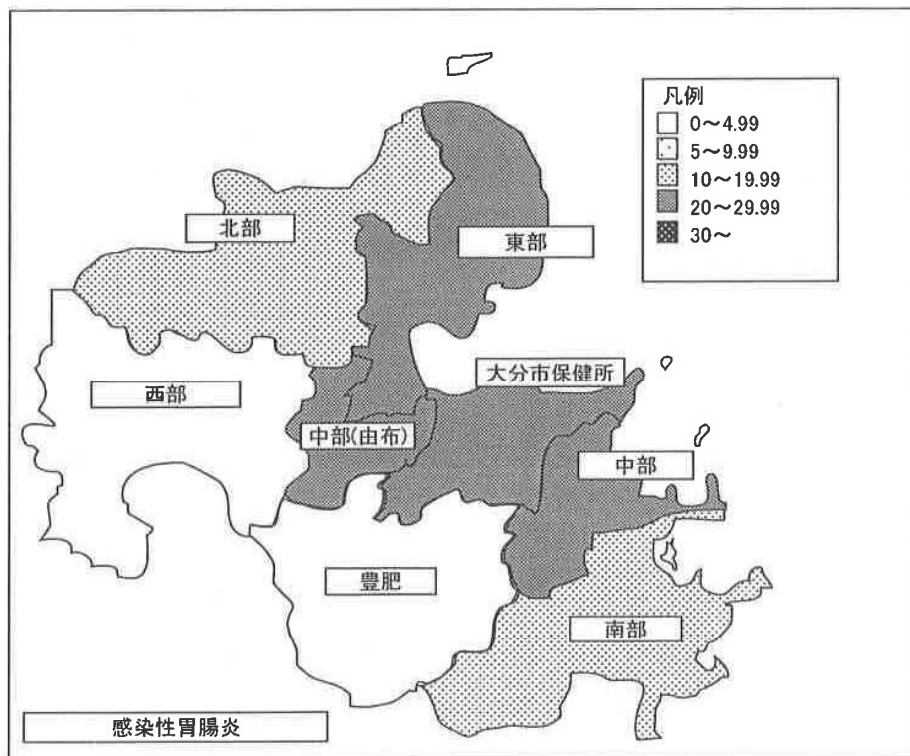 凡例
0～4.99
5～9.99
10～19.99
20～29.99
30～
北部
東部
大分市保健所
西部
中部(由布)
中部
豊肥
南部
感染性胃腸炎